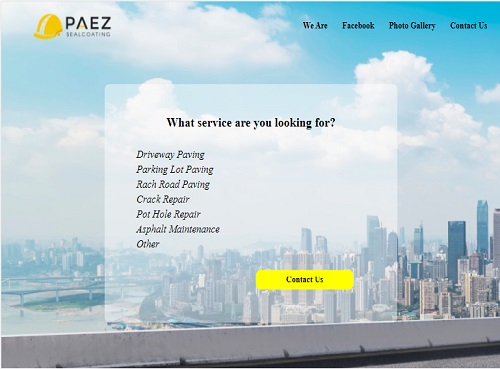 PAEZ
SEALCOATING
We Are Facebook Photo Gallery Contact Us
What service are you looking for?
Driveway Paving
Parking Lot Paving
Rach Road Paving
Crack Repair
Pot Hole Repair
Asphalt Maintenance
Other
Contact Us